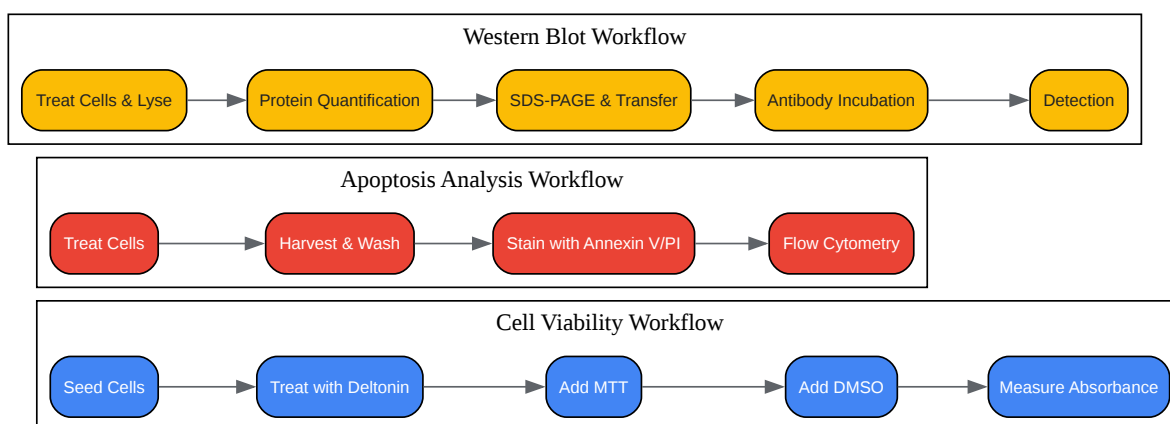 Western Blot Workflow
Treat Cells & Lyse
Protein Quantification
SDS-PAGE & Transfer
Antibody Incubation
Detection
Apoptosis Analysis Workflow
Treat Cells
Harvest & Wash
Stain with Annexin V/PI
Flow Cytometry
Cell Viability Workflow
Seed Cells
Treat with Deltonin
Add MTT
Add DMSO
Measure Absorbance